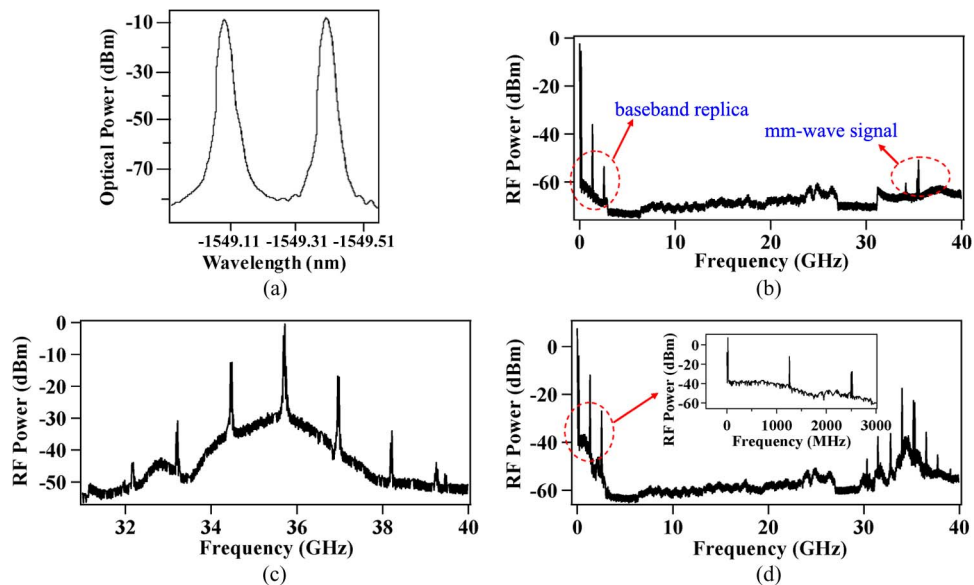 -10
-30
-50
-70
Optical Power (dBm)
-1549.11 -1549.31 -1549.51
Wavelength (nm)
(a)
0
-20
-40
-60
RF Power (dBm)
baseband replica
mm-wave signal
0 10 20 30 40
Frequency (GHz)
(b)
0
-10
-20
-30
-40
-50
RF Power (dBm)
32 34 36 38 40
Frequency (GHz)
(c)
0
-20
-40
-60
RF Power (dBm)
0
-20
-40
-60
RF Power (dBm)
0 1000 2000 3000
Frequency (MHz)
0 10 20 30 40
Frequency (GHz)
(d)